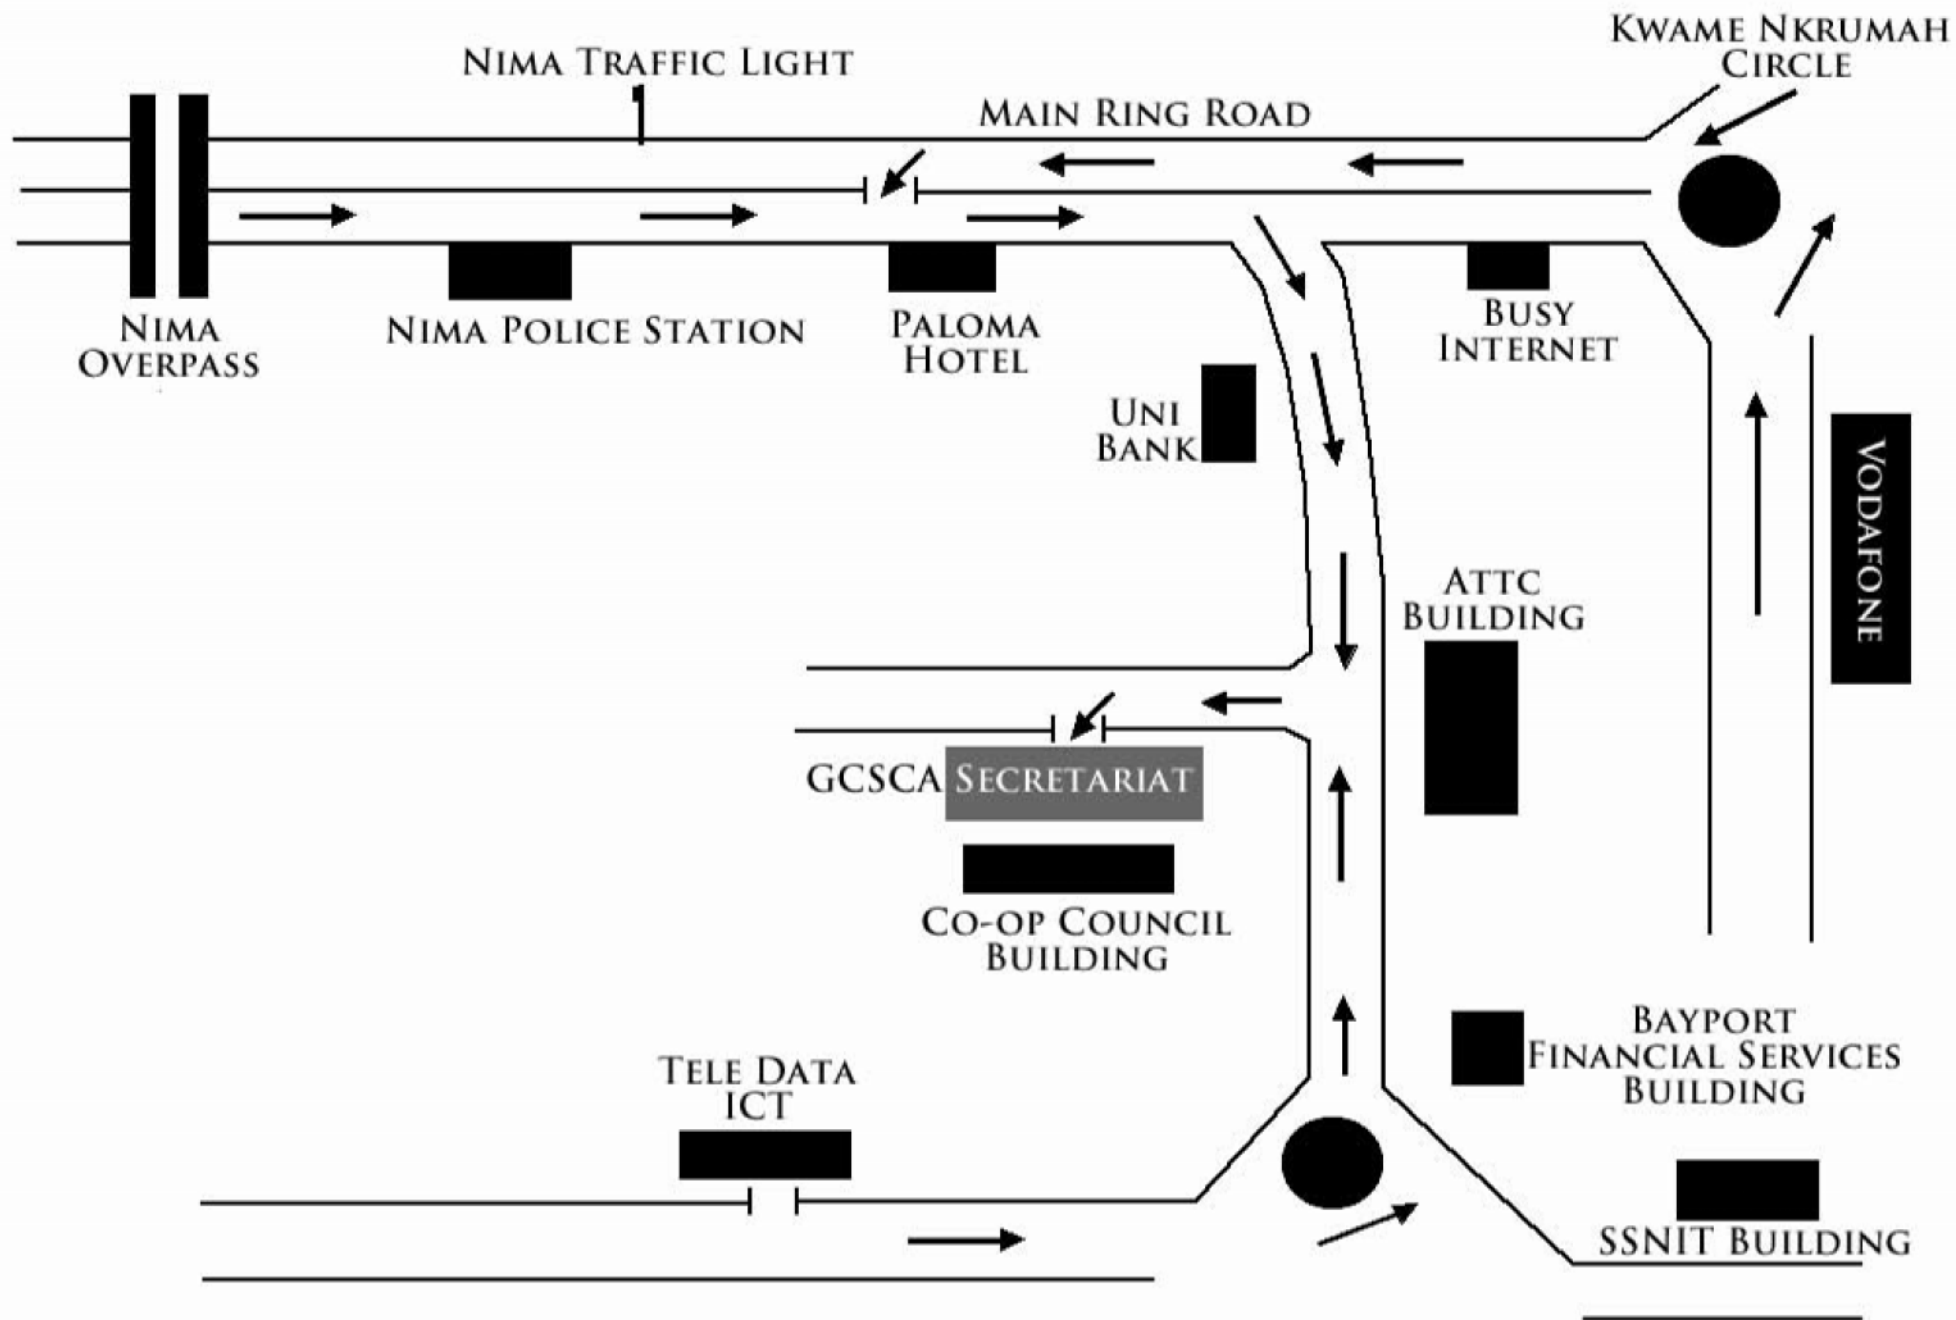 Kwame Nkrumah
Circle
Nima Traffic Light
Main Ring Road
Nima
Overpass
Nima Police Station
Paloma
Hotel
Busy
Internet
Uni
Bank
Vodafone
Attc
Building
GCSCA Secretariat
Co-op Council
Building
Bayport
Financial Services
Building
Tele Data
ICT
SSNIT Building